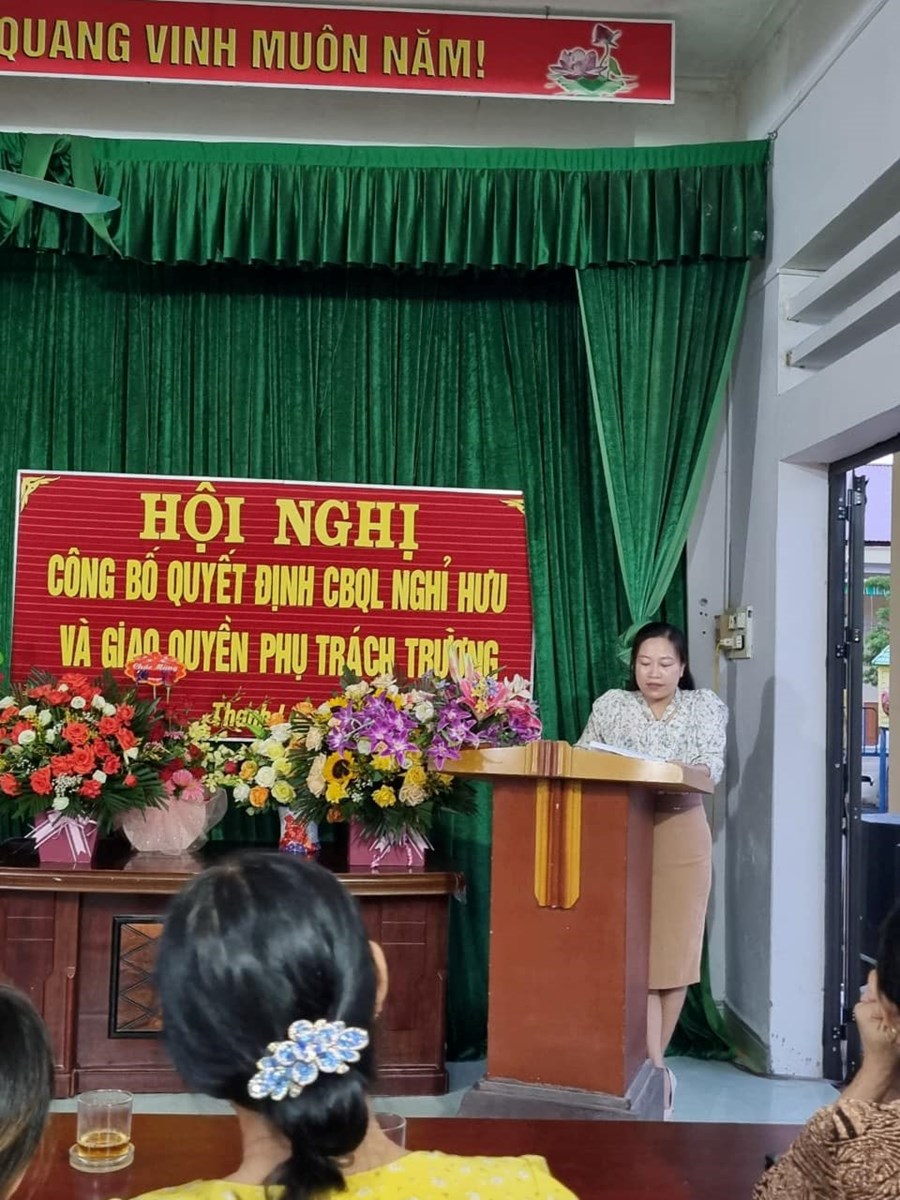 QUANG VINH MUÔN NĂM!
HỘI NGHỊ
CÔNG BỐ QUYẾT ĐỊNH CBQL NGHỈ HƯU
VÀ GIAO QUYỀN PHỤ TRÁCH TRƯỜNG